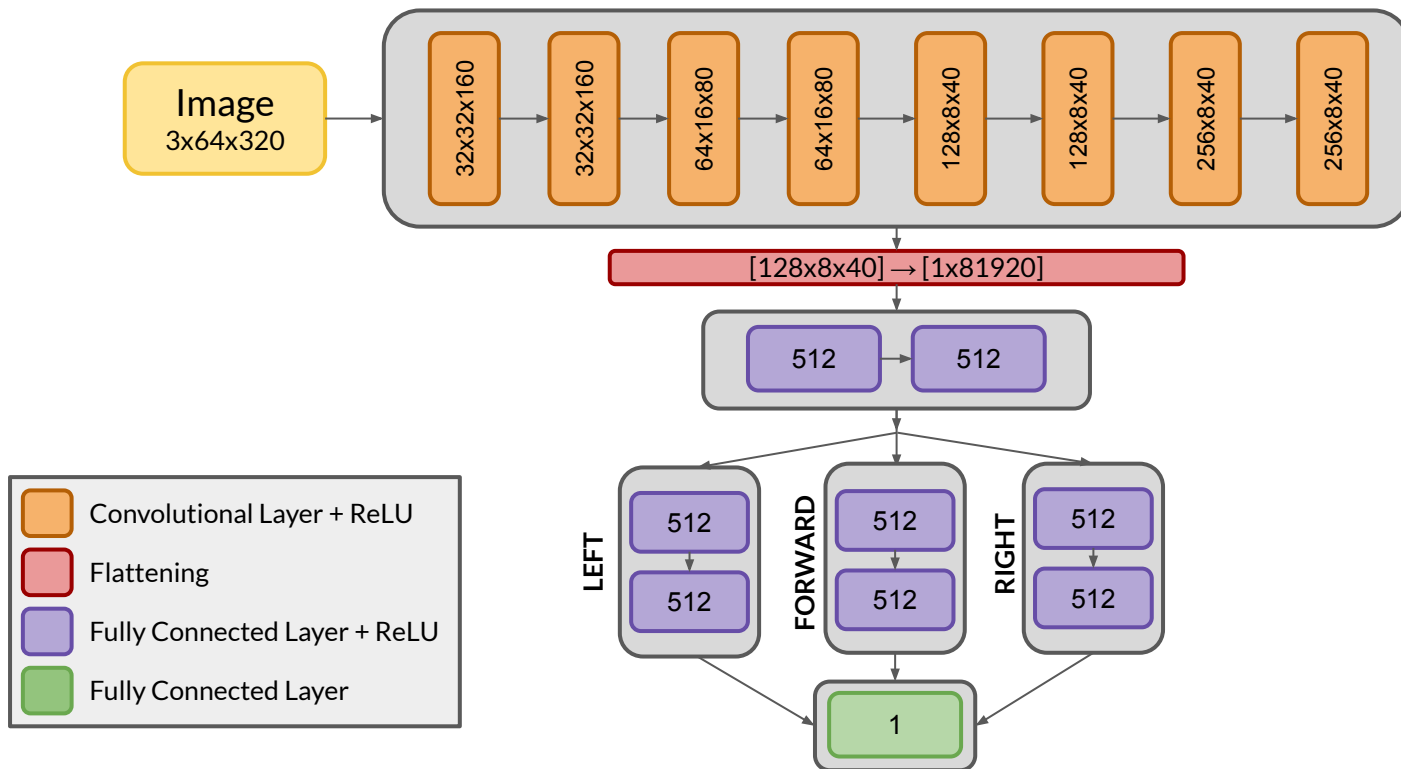 Image
3x64x320
32x32x160
32x32x160
64x16x80
64x16x80
128x8x40
128x8x40
256x8x40
256x8x40
[128x8x40] → [1x81920]
512
512
LEFT
512
512
FORWARD
512
512
RIGHT
512
512
1
Convolutional Layer + ReLU
Flattening
Fully Connected Layer + ReLU
Fully Connected Layer